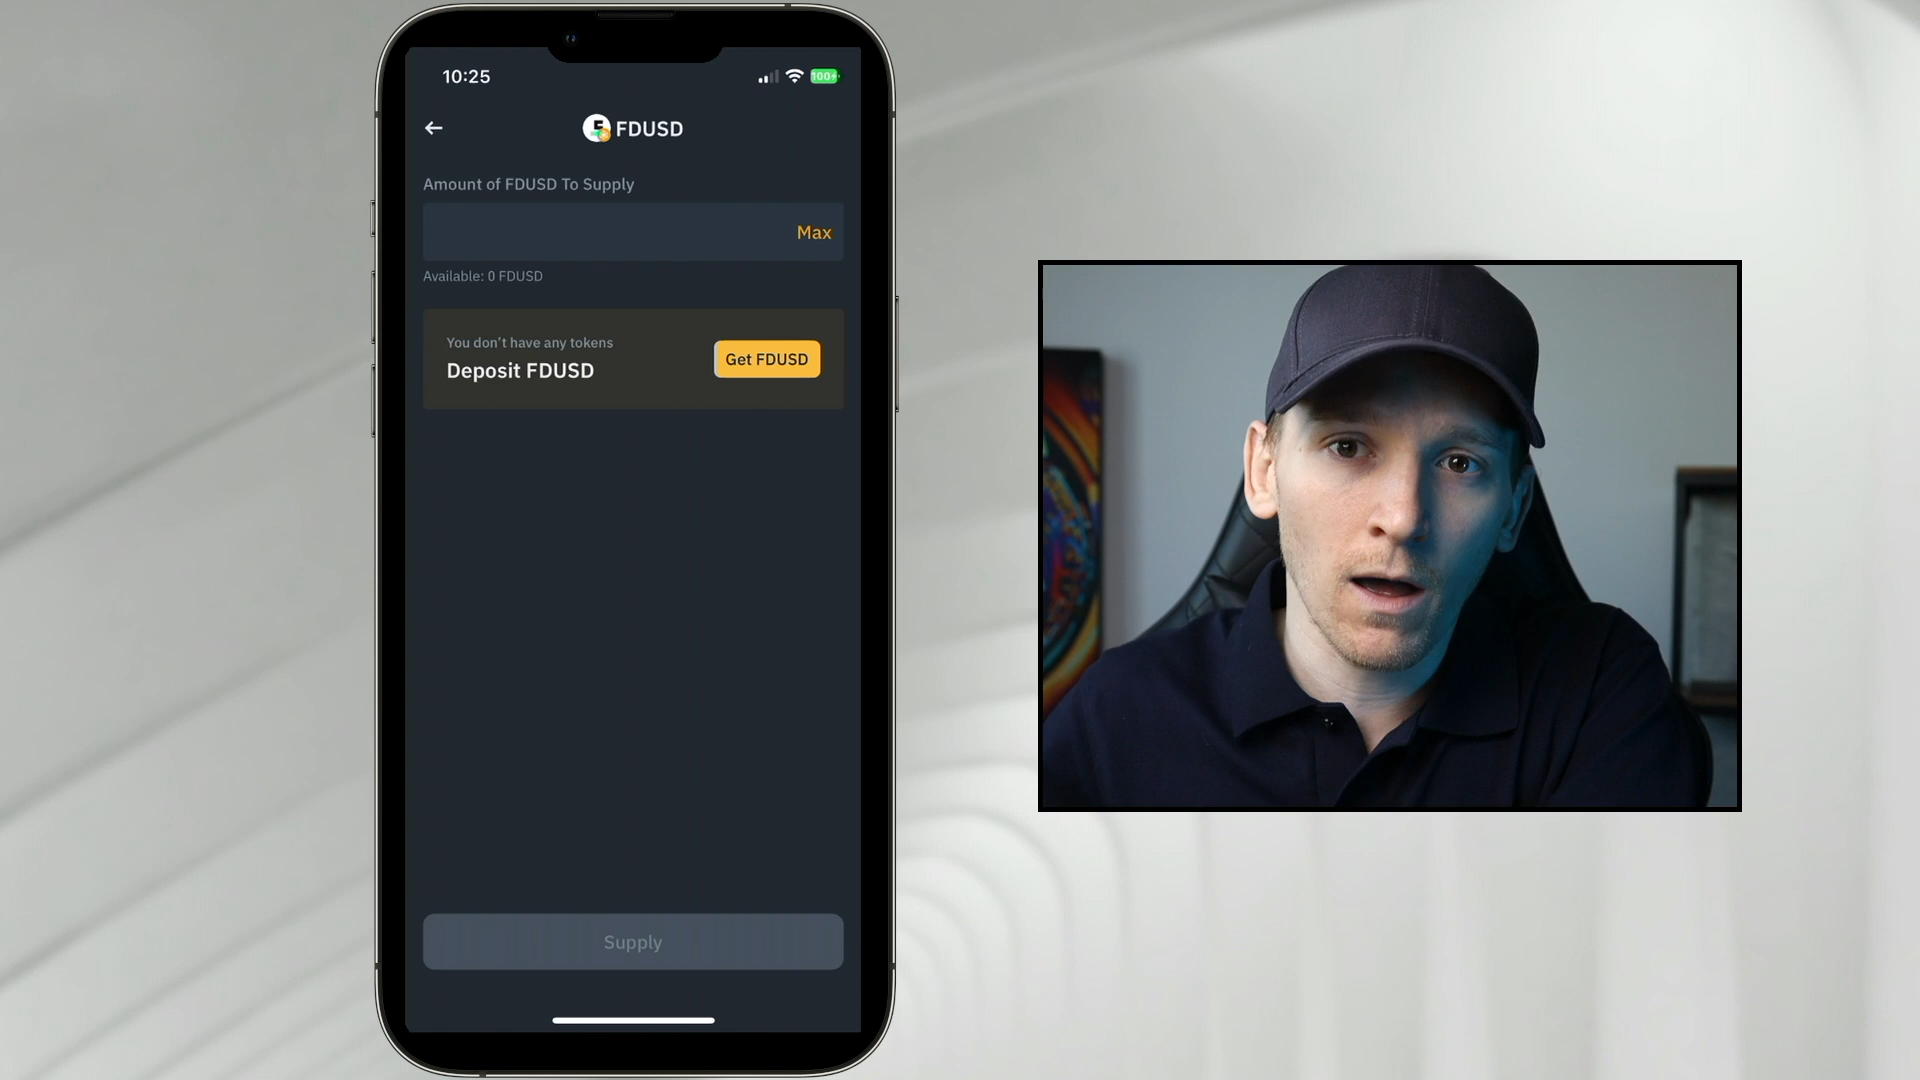 10:25
100
FDUSD
Amount of FDUSD To Supply
Max
Available: 0 FDUSD
You don't have any tokens
Deposit FDUSD
Get FDUSD
Supply